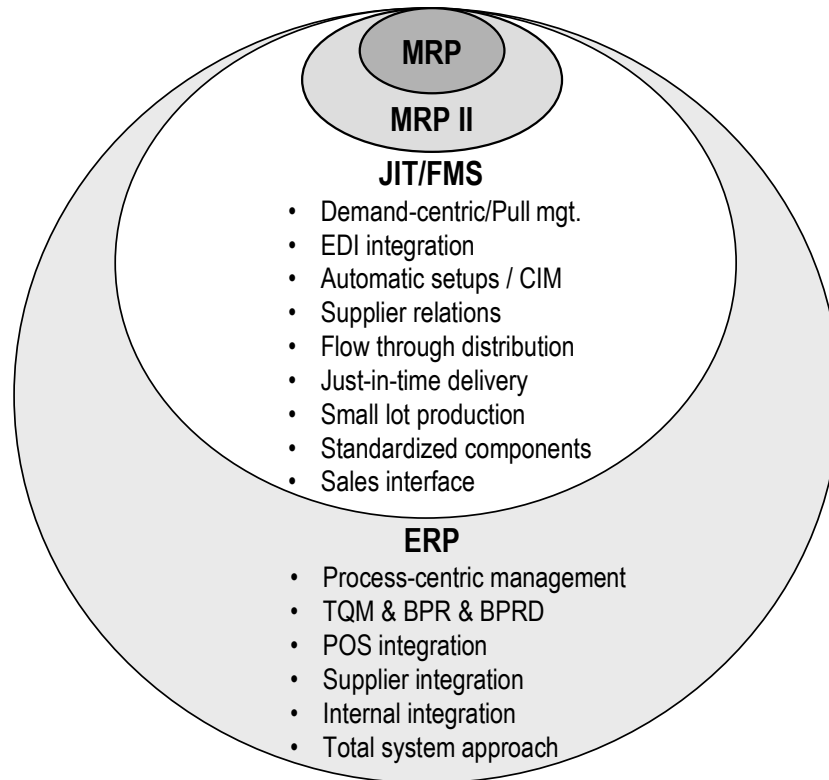 MRP
MRP II
JIT/FMS
• Demand-centric/Pull mgt.
• EDI integration
• Automatic setups / CIM
• Supplier relations
• Flow through distribution
• Just-in-time delivery
• Small lot production
• Standardized components
• Sales interface
ERP
• Process-centric management
• TQM & BPR & BPRD
• POS integration
• Supplier integration
• Internal integration
• Total system approach